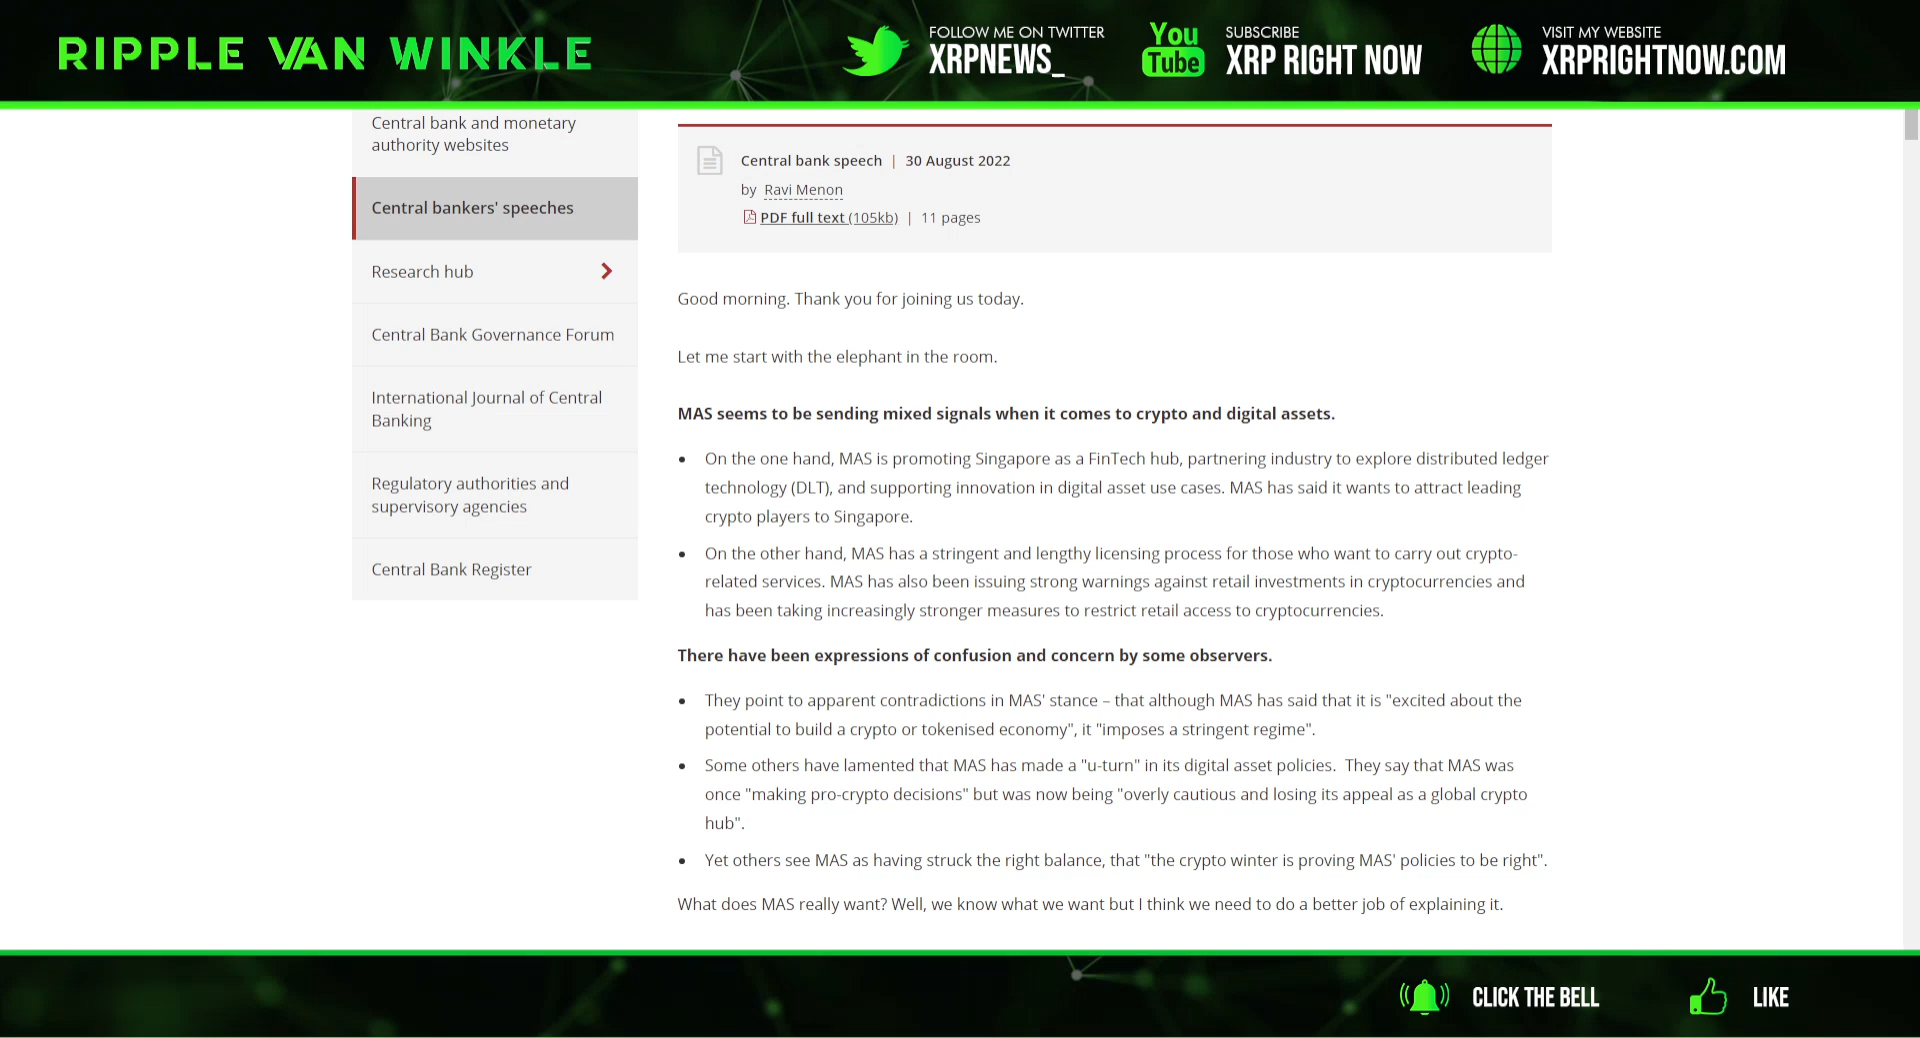 RIPPLE VAN WINKLE
FOLLOW ME ON TWITTER
XRPNEWS_
You
Tube
SUBSCRIBE
XRP RIGHT NOW
VISIT MY WEBSITE
XRPRIGHTNOW.COM
Central bank and monetary
authority websites
Central bankers' speeches
Research hub
Central Bank Governance Forum
International Journal of Central
Banking
Regulatory authorities and
supervisory agencies
Central Bank Register
Central bank speech | 30 August 2022
by Ravi Menon
PDF full text (105kb) | 11 pages
Good morning. Thank you for joining us today.
Let me start with the elephant in the room.
MAS seems to be sending mixed signals when it comes to crypto and digital assets.
• On the one hand, MAS is promoting Singapore as a FinTech hub, partnering industry to explore distributed ledger
technology (DLT), and supporting innovation in digital asset use cases. MAS has said it wants to attract leading
crypto players to Singapore.
• On the other hand, MAS has a stringent and lengthy licensing process for those who want to carry out crypto-
related services. MAS has also been issuing strong warnings against retail investments in cryptocurrencies and
has been taking increasingly stronger measures to restrict retail access to cryptocurrencies.
There have been expressions of confusion and concern by some observers.
• They point to apparent contradictions in MAS' stance – that although MAS has said that it is "excited about the
potential to build a crypto or tokenised economy", it "imposes a stringent regime".
• Some others have lamented that MAS has made a "u-turn" in its digital asset policies.  They say that MAS was
once "making pro-crypto decisions" but was now being "overly cautious and losing its appeal as a global crypto
hub".
• Yet others see MAS as having struck the right balance, that "the crypto winter is proving MAS' policies to be right".
What does MAS really want? Well, we know what we want but I think we need to do a better job of explaining it.
CLICK THE BELL
LIKE